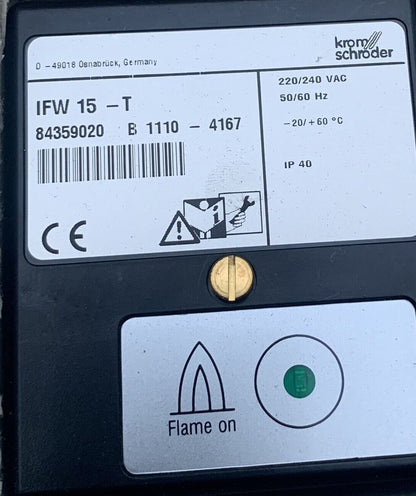 D - 49018 Osnabrück, Germany
krom
schröder
IFW 15 -T
84359020 B 1110 - 4167
220/240 VAC
50/60 Hz
-20/+60 °C
IP 40
CE
Flame on